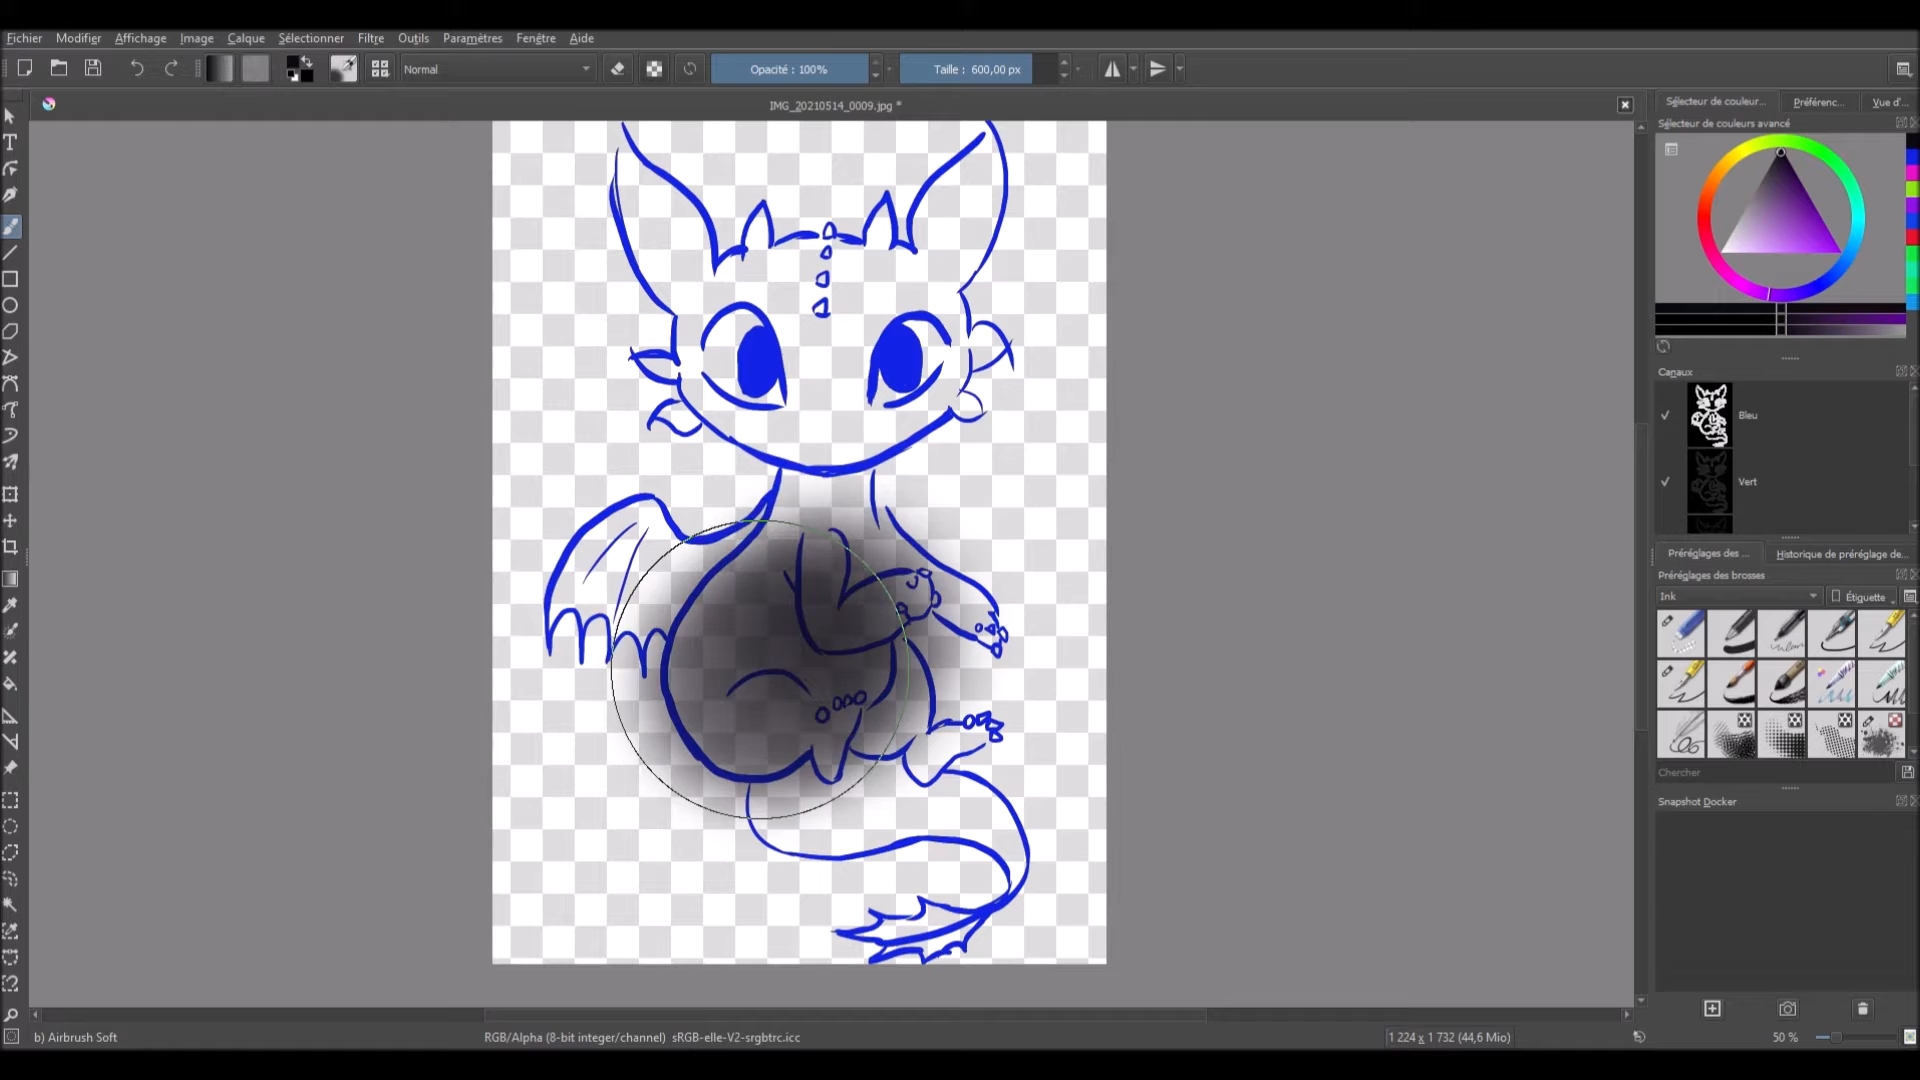 Fichier Modifier Affichage Image Calque Sélectionner Filtre Outils Paramètres Fenêtre Aide
Normal Opacité : 100% Taille : 600,00 px
IMG_20210514_0009.jpg *
Sélecteur de couleur... Préférenc... Vue d'...
Sélecteur de couleurs avancé
Canaux
Bleu
Vert
Préréglages des ... Historique de préréglage de...
Préréglages des brosses
Ink Étiquette
Chercher
Snapshot Docker
b) Airbrush Soft RGB/Alpha (8-bit integer/channel) sRGB-elle-V2-srgbtrc.icc 1 224 x 1 732 (44,6 Mio) 50 %